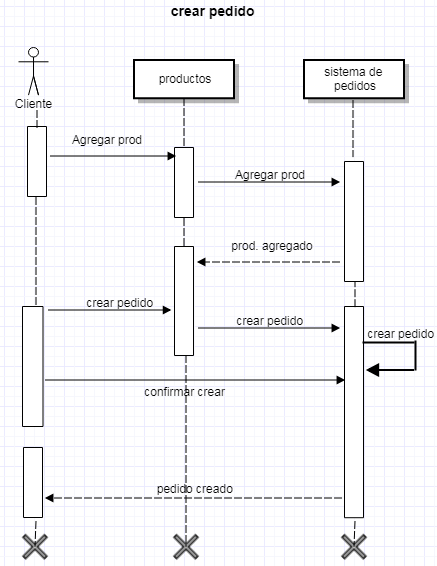 crear pedido
productos
sistema de
pedidos
Cliente
Agregar prod
Agregar prod
prod. agregado
crear pedido
crear pedido
crear pedido
confirmar crear
pedido creado